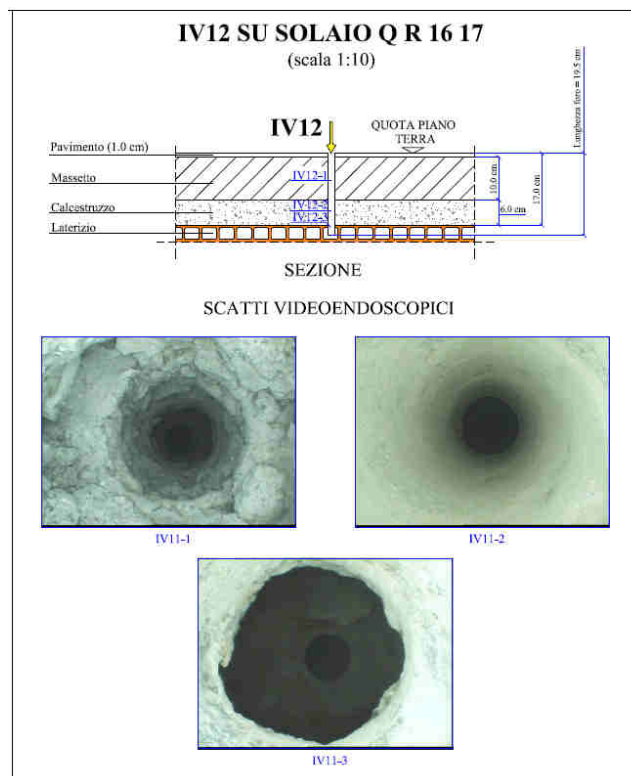 IV12 SU SOLAIO Q R 16 17
(scala 1:10)
IV12
QUOTA PIANO
TERRA
Lunghezza foro = 19.5 cm
Pavimento (1.0 cm)
Massetto
IV12-1
10.0 cm
17.0 cm
Calcestruzzo
IV12-2
6.0 cm
IV12-3
Laterizio
SEZIONE
SCATTI VIDEOENDOSCOPICI
IV11-1
IV11-2
IV11-3